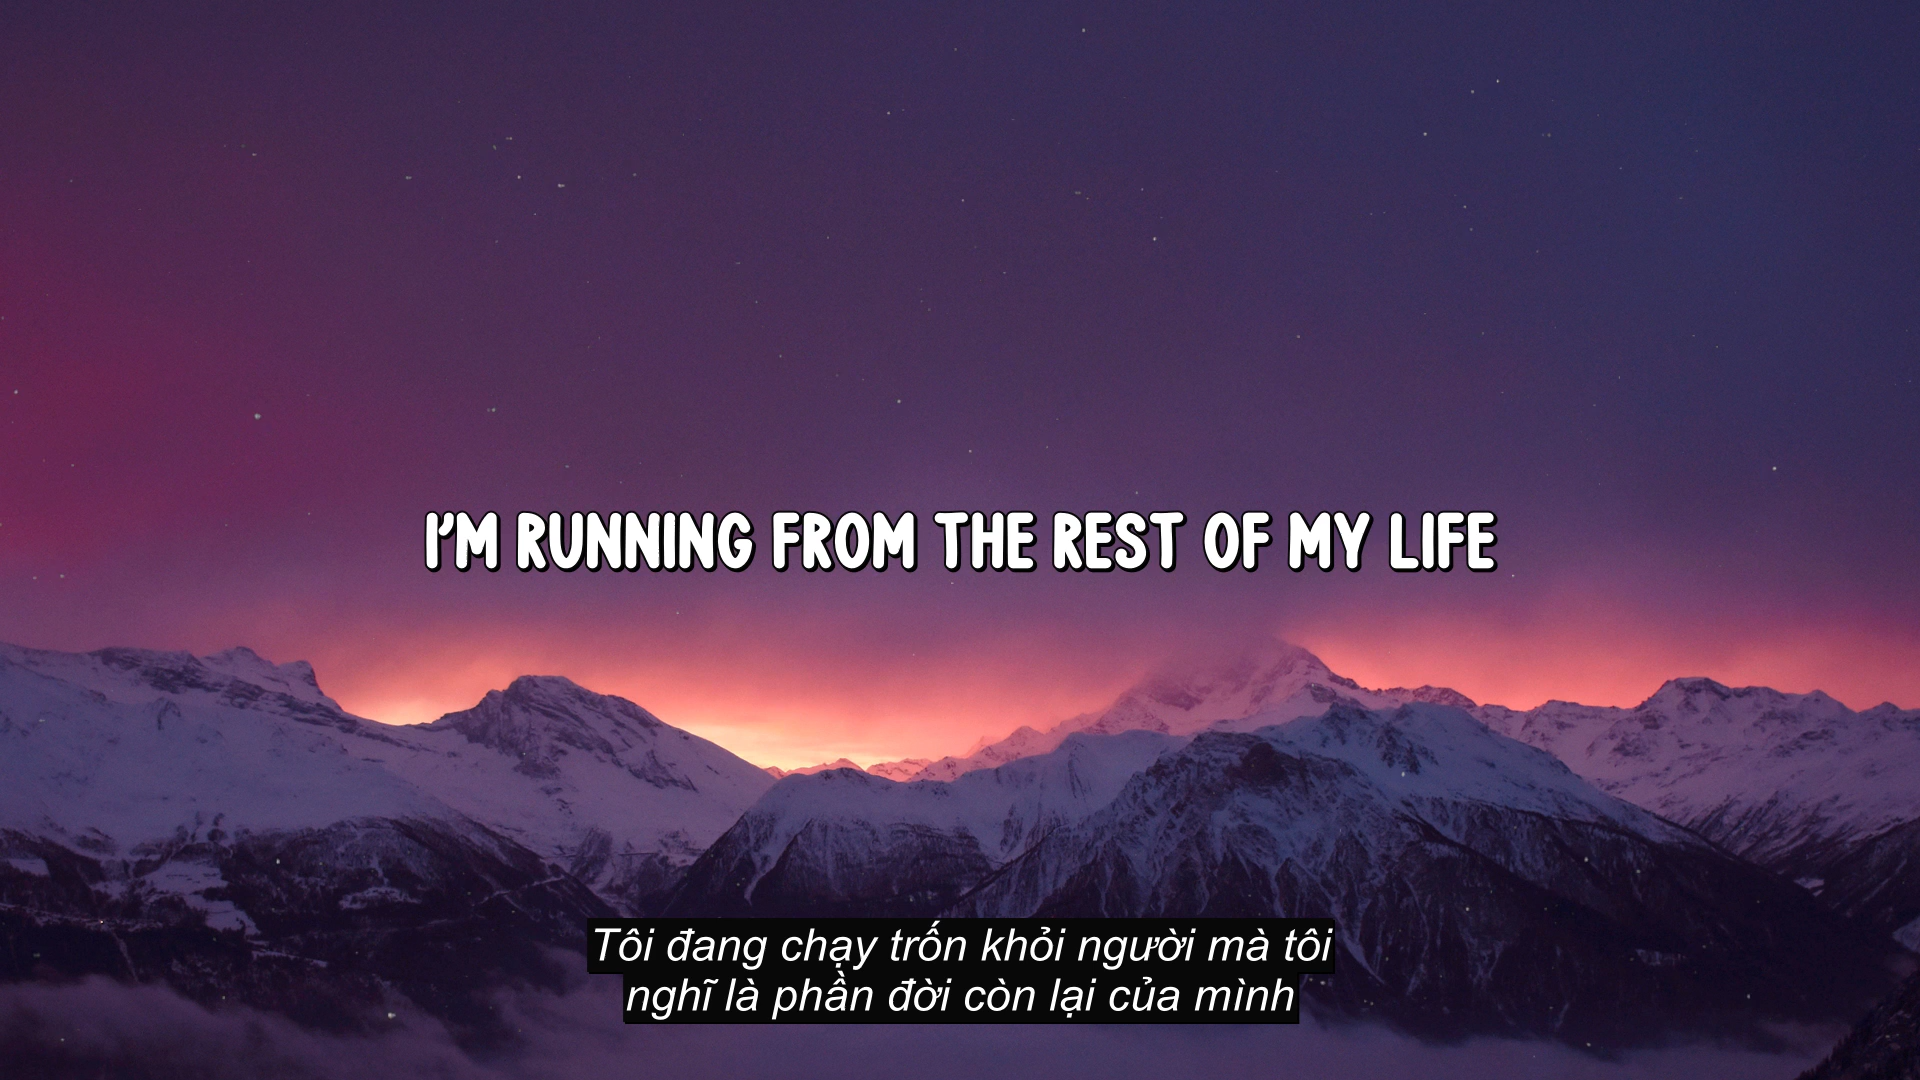 I'M RUNNING FROM THE REST OF MY LIFE
Tôi đang chạy trốn khỏi người mà tôi
nghĩ là phần đời còn lại của mình